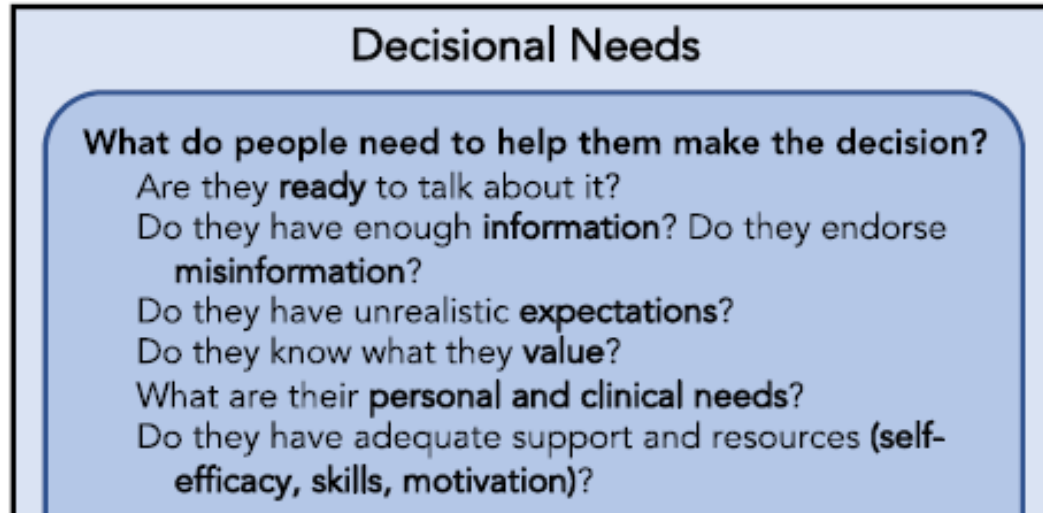 Decisional Needs
What do people need to help them make the decision?
Are they ready to talk about it?
Do they have enough information? Do they endorse
misinformation?
Do they have unrealistic expectations?
Do they know what they value?
What are their personal and clinical needs?
Do they have adequate support and resources (self-
efficacy, skills, motivation)?